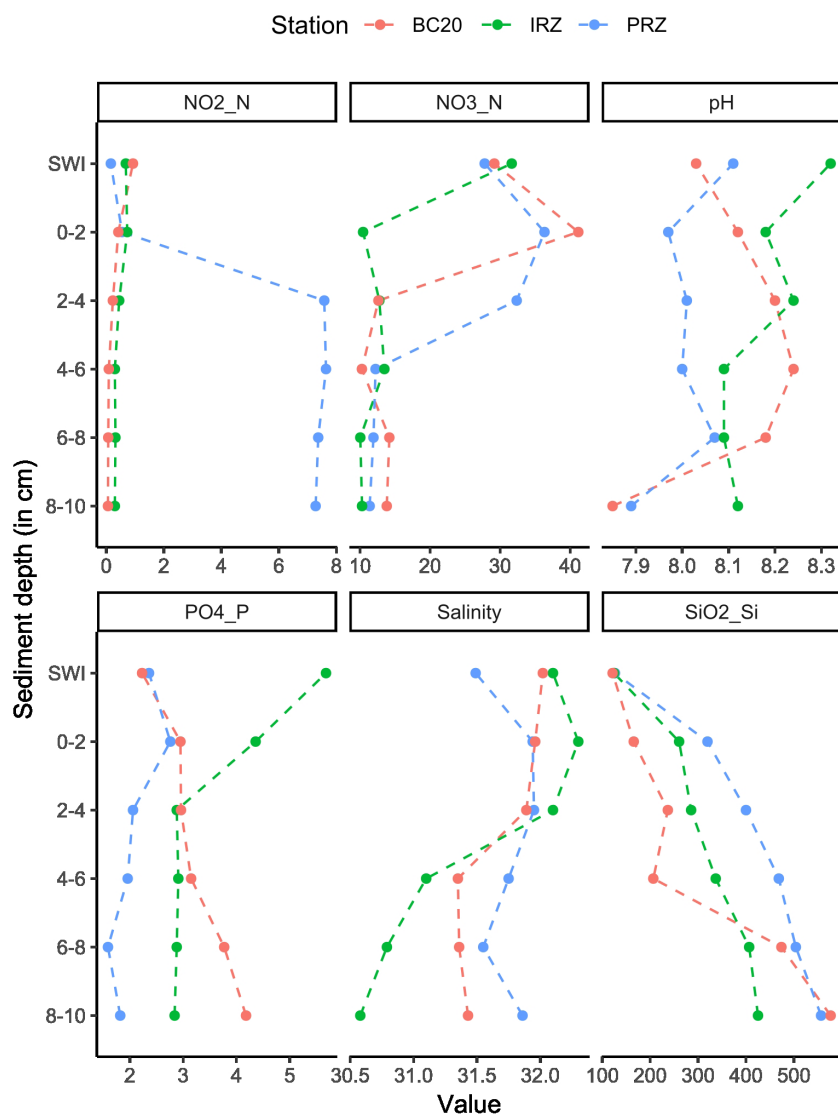 Station BC20 IRZ PRZ
NO2_N NO3_N pH
SWI
0-2
2-4
4-6
6-8
8-10
0 2 4 6 8 10 20 30 40 7.9 8.0 8.1 8.2 8.3
Sediment depth (in cm)
PO4_P Salinity SiO2_Si
SWI
0-2
2-4
4-6
6-8
8-10
2 3 4 5 30.5 31.0 31.5 32.0 100 200 300 400 500
Value